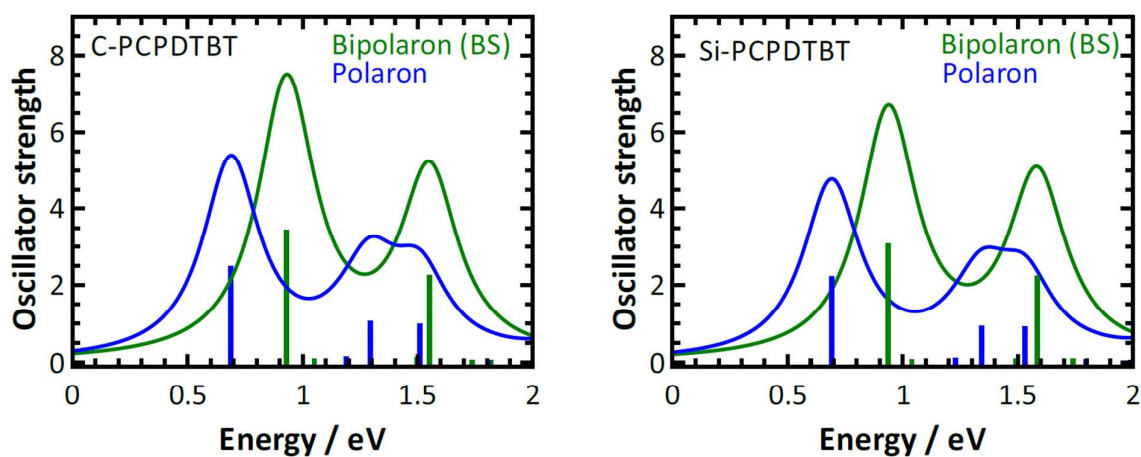 C-PCPDTBT
Bipolaron (BS)
Polaron
Oscillator strength
8
6
4
2
0
0
0.5
1
1.5
2
Energy / eV
Si-PCPDTBT
Bipolaron (BS)
Polaron
Oscillator strength
8
6
4
2
0
0
0.5
1
1.5
2
Energy / eV